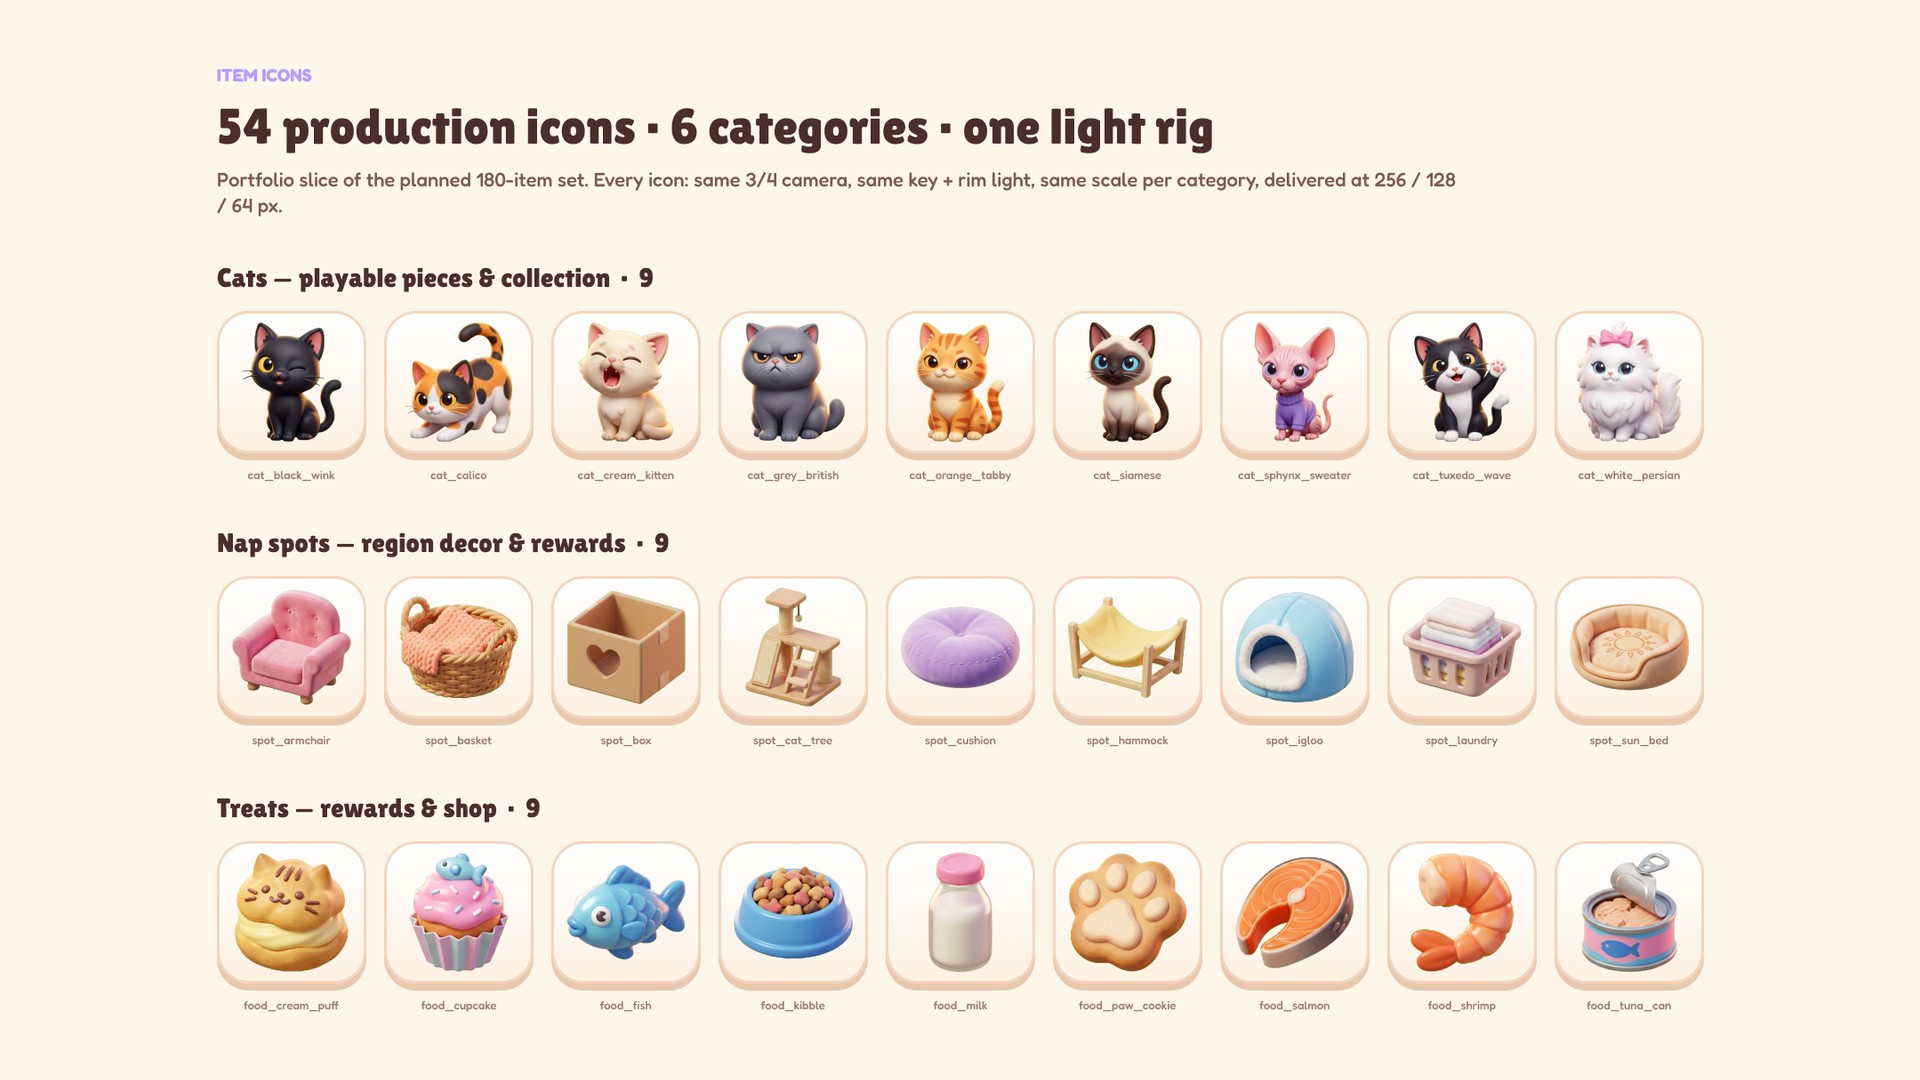 ITEM ICONS
54 production icons · 6 categories · one light rig
Portfolio slice of the planned 180-item set. Every icon: same 3/4 camera, same key + rim light, same scale per category, delivered at 256 / 128
/ 64 px.
Cats — playable pieces & collection · 9
cat_black_wink cat_calico cat_cream_kitten cat_grey_british cat_orange_tabby cat_siamese cat_sphynx_sweater cat_tuxedo_wave cat_white_persian
Nap spots — region decor & rewards · 9
spot_armchair spot_basket spot_box spot_cat_tree spot_cushion spot_hammock spot_igloo spot_laundry spot_sun_bed
Treats — rewards & shop · 9
food_cream_puff food_cupcake food_fish food_kibble food_milk food_paw_cookie food_salmon food_shrimp food_tuna_can